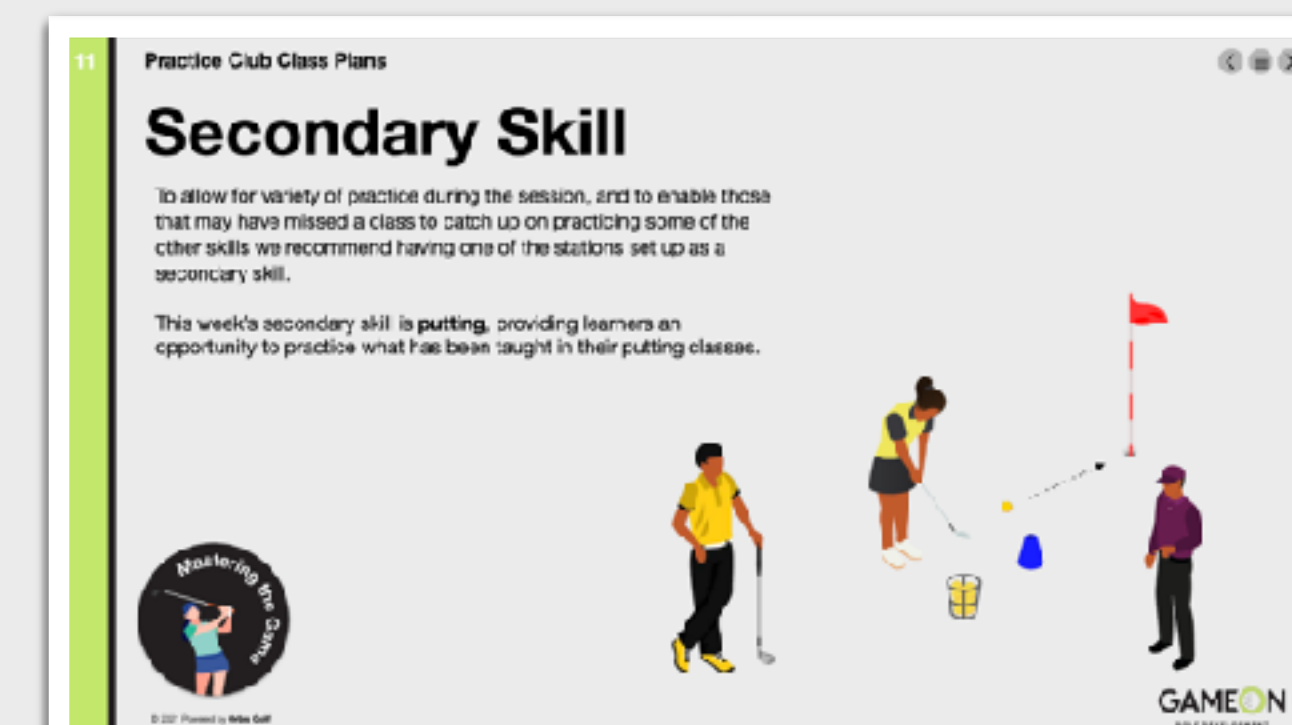 11
Practice Club Class Plans
Secondary Skill
To allow for variety of practice during the session, and to enable those
that may have missed a class to catch up on practicing some of the
other skills we recommend having one of the stations set up as a
secondary skill.
This week's secondary skill is putting, providing learners an
opportunity to practice what has been taught in their putting classes.
Mastering the Game
GAMEON
Powered by Golf